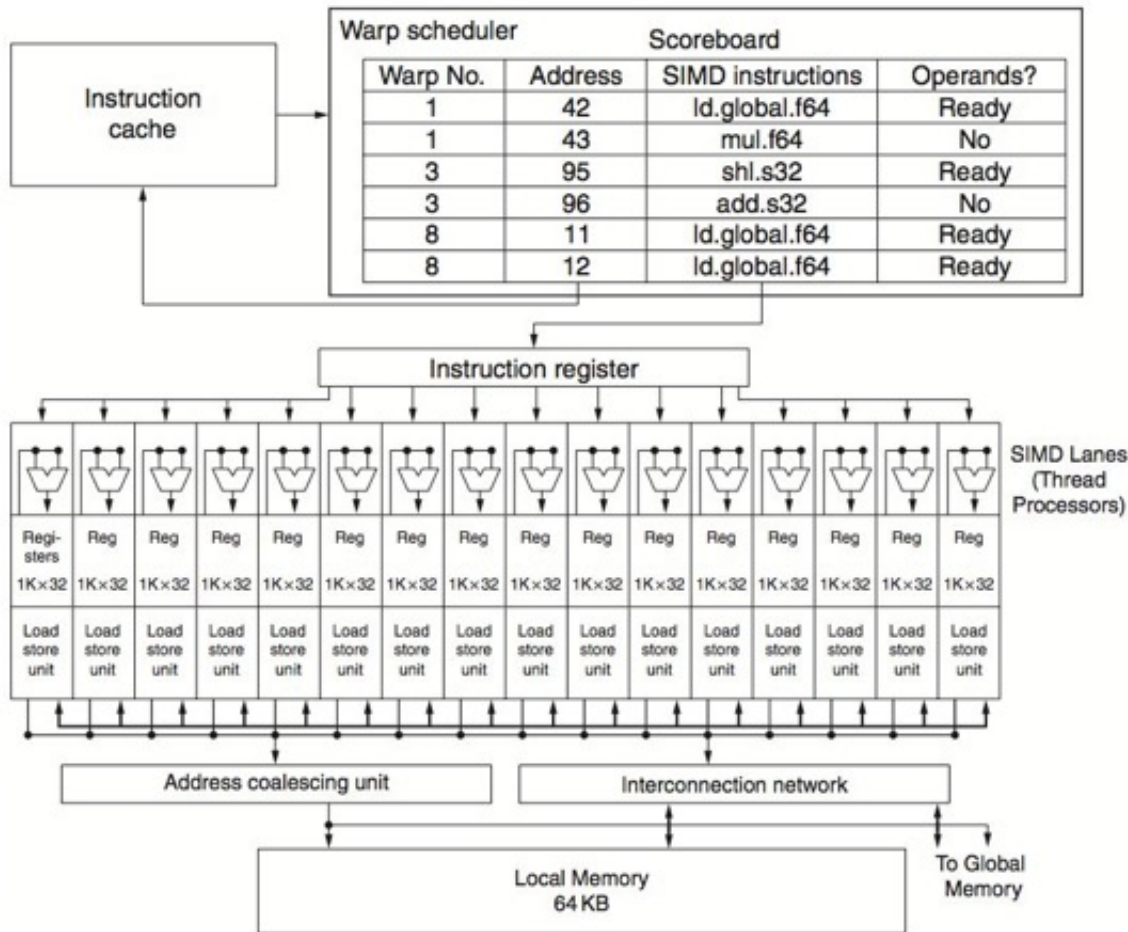 Warp scheduler
Scoreboard
Warp No. Address SIMD instructions Operands?
1 42 ld.global.f64 Ready
1 43 mul.f64 No
3 95 shl.s32 Ready
3 96 add.s32 No
8 11 ld.global.f64 Ready
8 12 ld.global.f64 Ready
Instruction
cache
Instruction register
SIMD Lanes
(Thread
Processors)
Regi- Reg Reg Reg Reg Reg Reg Reg Reg Reg Reg Reg Reg Reg Reg Reg
sters
1K×32 1K×32 1K×32 1K×32 1K×32 1K×32 1K×32 1K×32 1K×32 1K×32 1K×32 1K×32 1K×32 1K×32 1K×32 1K×32
Load Load Load Load Load Load Load Load Load Load Load Load Load Load Load Load
store store store store store store store store store store store store store store store store
unit unit unit unit unit unit unit unit unit unit unit unit unit unit unit unit
Address coalescing unit
Interconnection network
Local Memory
64 KB
To Global
Memory